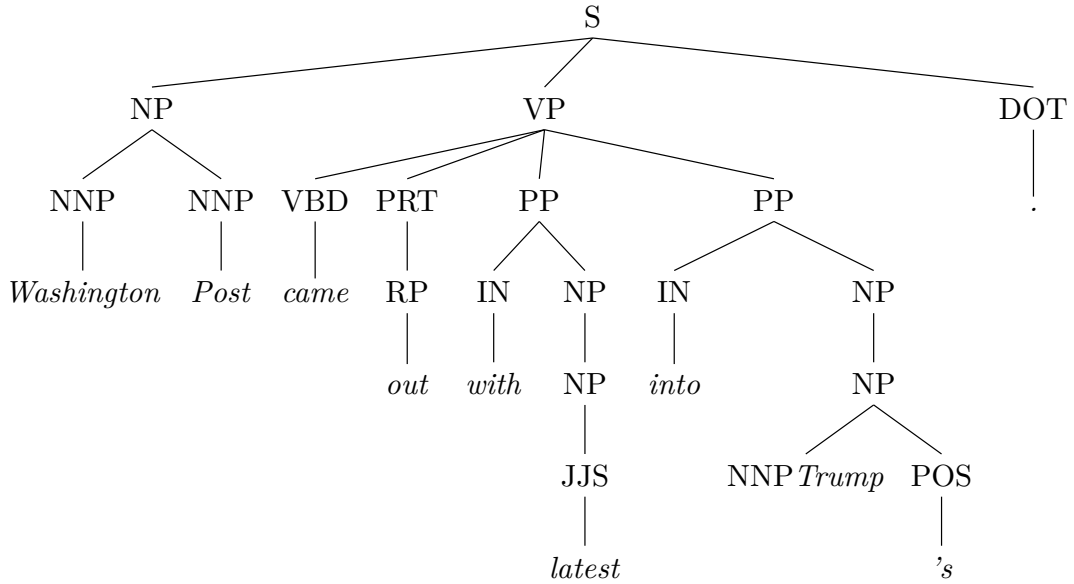 S
NP VP DOT
NNP NNP VBD PRT PP PP .
Washington Post came RP IN NP IN NP
out with NP into NP
JJS NNP Trump POS
latest 's